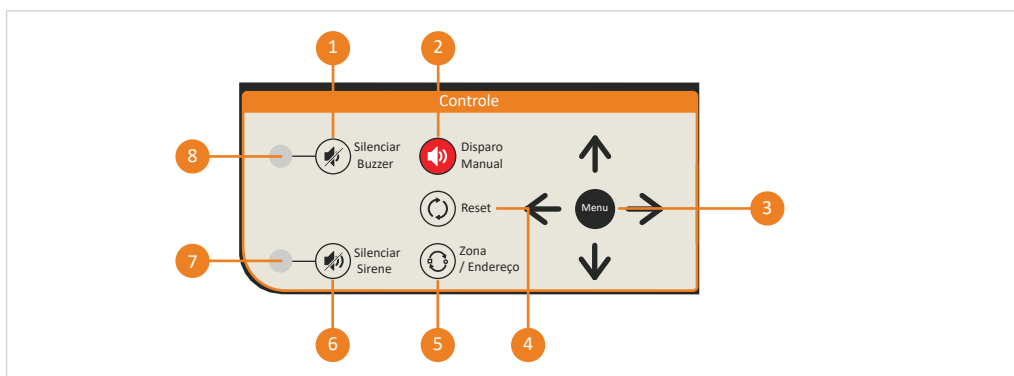 1
2
Controle
8
Silenciar
Buzzer
Disparo
Manual
Reset
Menu
3
7
Silenciar
Sirene
Zona
/ Endereço
6
5
4